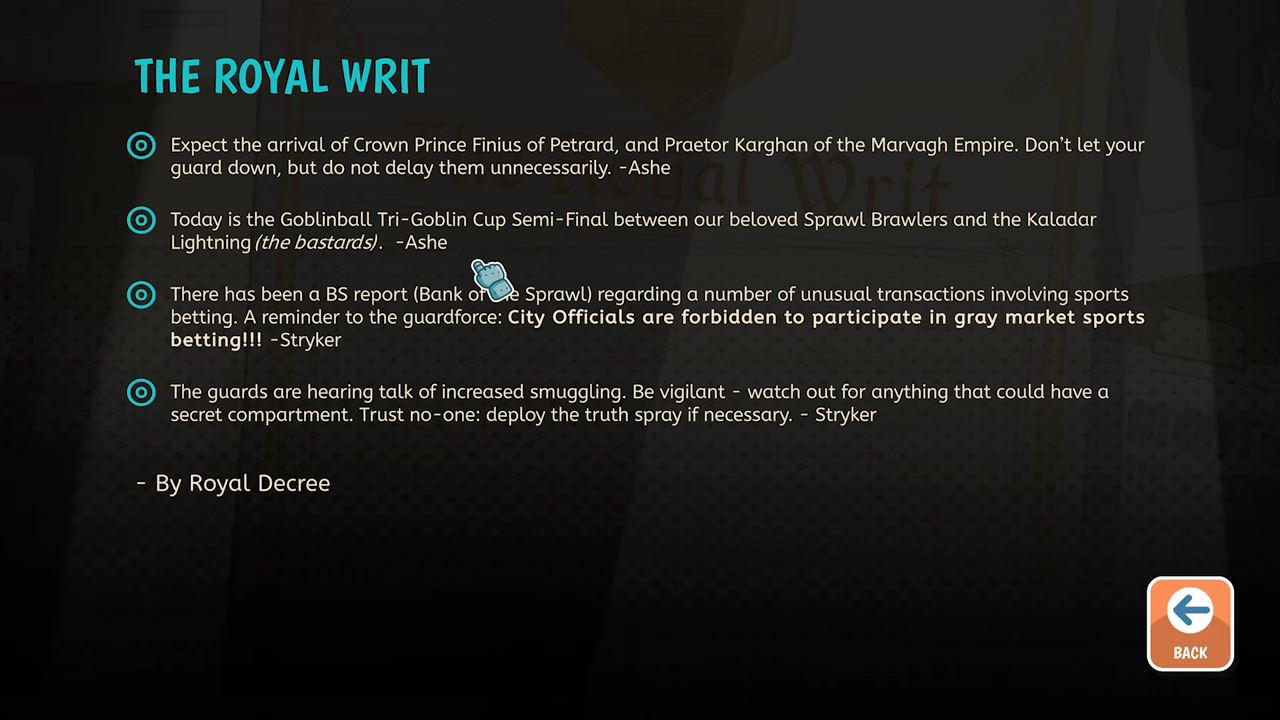 THE ROYAL WRIT
Expect the arrival of Crown Prince Finius of Petrard, and Praetor Karghan of the Marvagh Empire. Don't let your
guard down, but do not delay them unnecessarily. -Ashe
Today is the Goblinball Tri-Goblin Cup Semi-Final between our beloved Sprawl Brawlers and the Kaladar
Lightning (the bastards). -Ashe
There has been a BS report (Bank of the Sprawl) regarding a number of unusual transactions involving sports
betting. A reminder to the guardforce: City Officials are forbidden to participate in gray market sports
betting!!! -Stryker
The guards are hearing talk of increased smuggling. Be vigilant - watch out for anything that could have a
secret compartment. Trust no-one: deploy the truth spray if necessary. - Stryker
- By Royal Decree
The Royal Writ
BACK